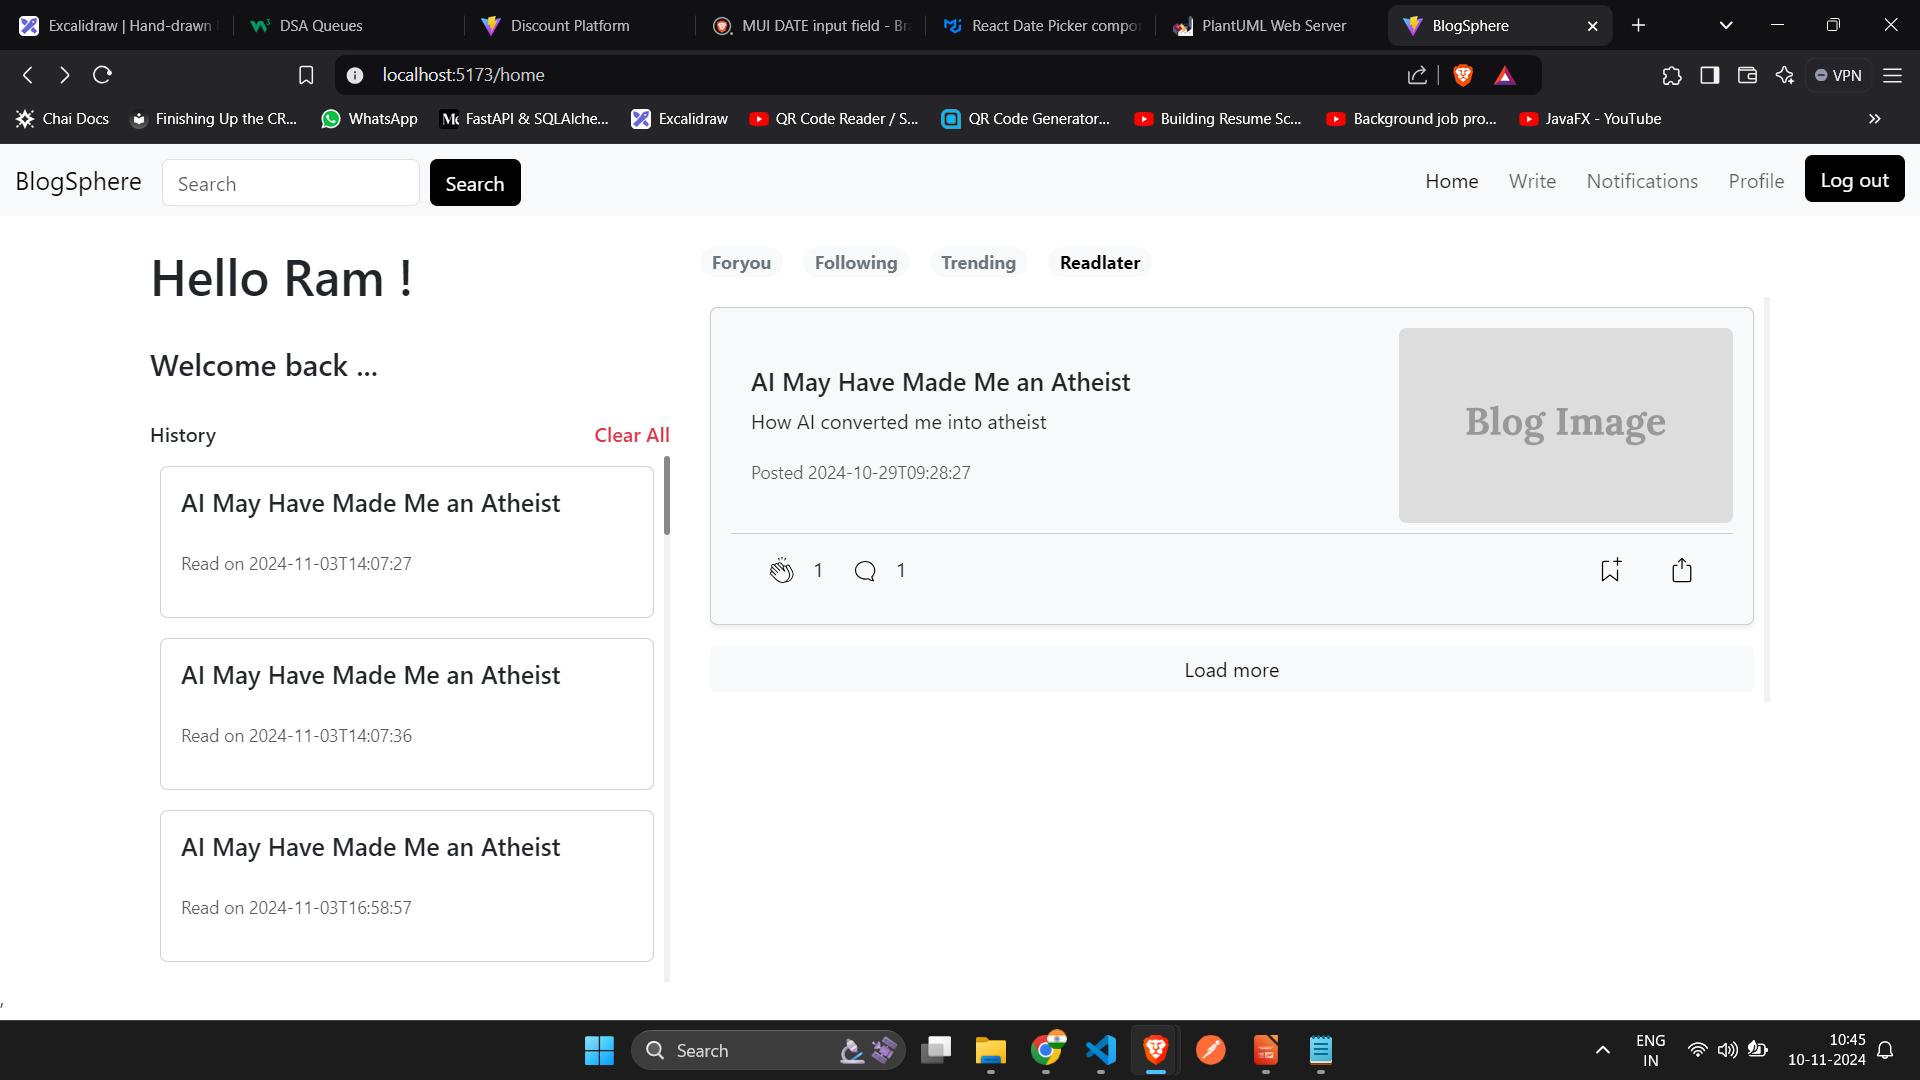 Excalidraw | Hand-drawn
DSA Queues
Discount Platform
MUI DATE input field - Bra
React Date Picker compo
PlantUML Web Server
BlogSphere
localhost:5173/home
VPN
Chai Docs
Finishing Up the CR...
WhatsApp
FastAPI & SQLAlche...
Excalidraw
QR Code Reader / S...
QR Code Generator...
Building Resume Sc...
Background job pro...
JavaFX - YouTube
BlogSphere
Search
Search
Home
Write
Notifications
Profile
Log out
Hello Ram !
Welcome back ...
History
Clear All
AI May Have Made Me an Atheist
Read on 2024-11-03T14:07:27
AI May Have Made Me an Atheist
Read on 2024-11-03T14:07:36
AI May Have Made Me an Atheist
Read on 2024-11-03T16:58:57
Foryou
Following
Trending
Readlater
AI May Have Made Me an Atheist
How AI converted me into atheist
Posted 2024-10-29T09:28:27
Blog Image
1
1
Load more
,
Search
ENG
IN
10:45
10-11-2024